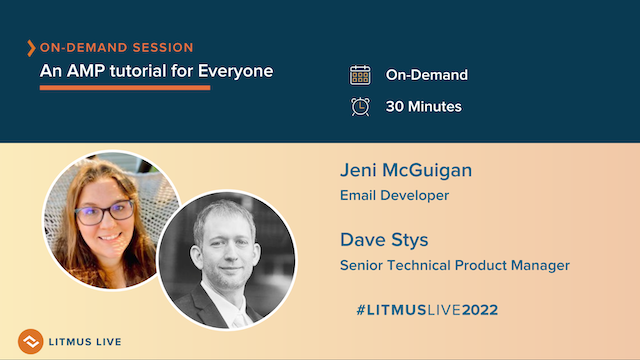 ON-DEMAND SESSION
An AMP tutorial for Everyone
On-Demand
30 Minutes
Jeni McGuigan
Email Developer
Dave Stys
Senior Technical Product Manager
#LITMUSLIVE2022
LITMUS LIVE